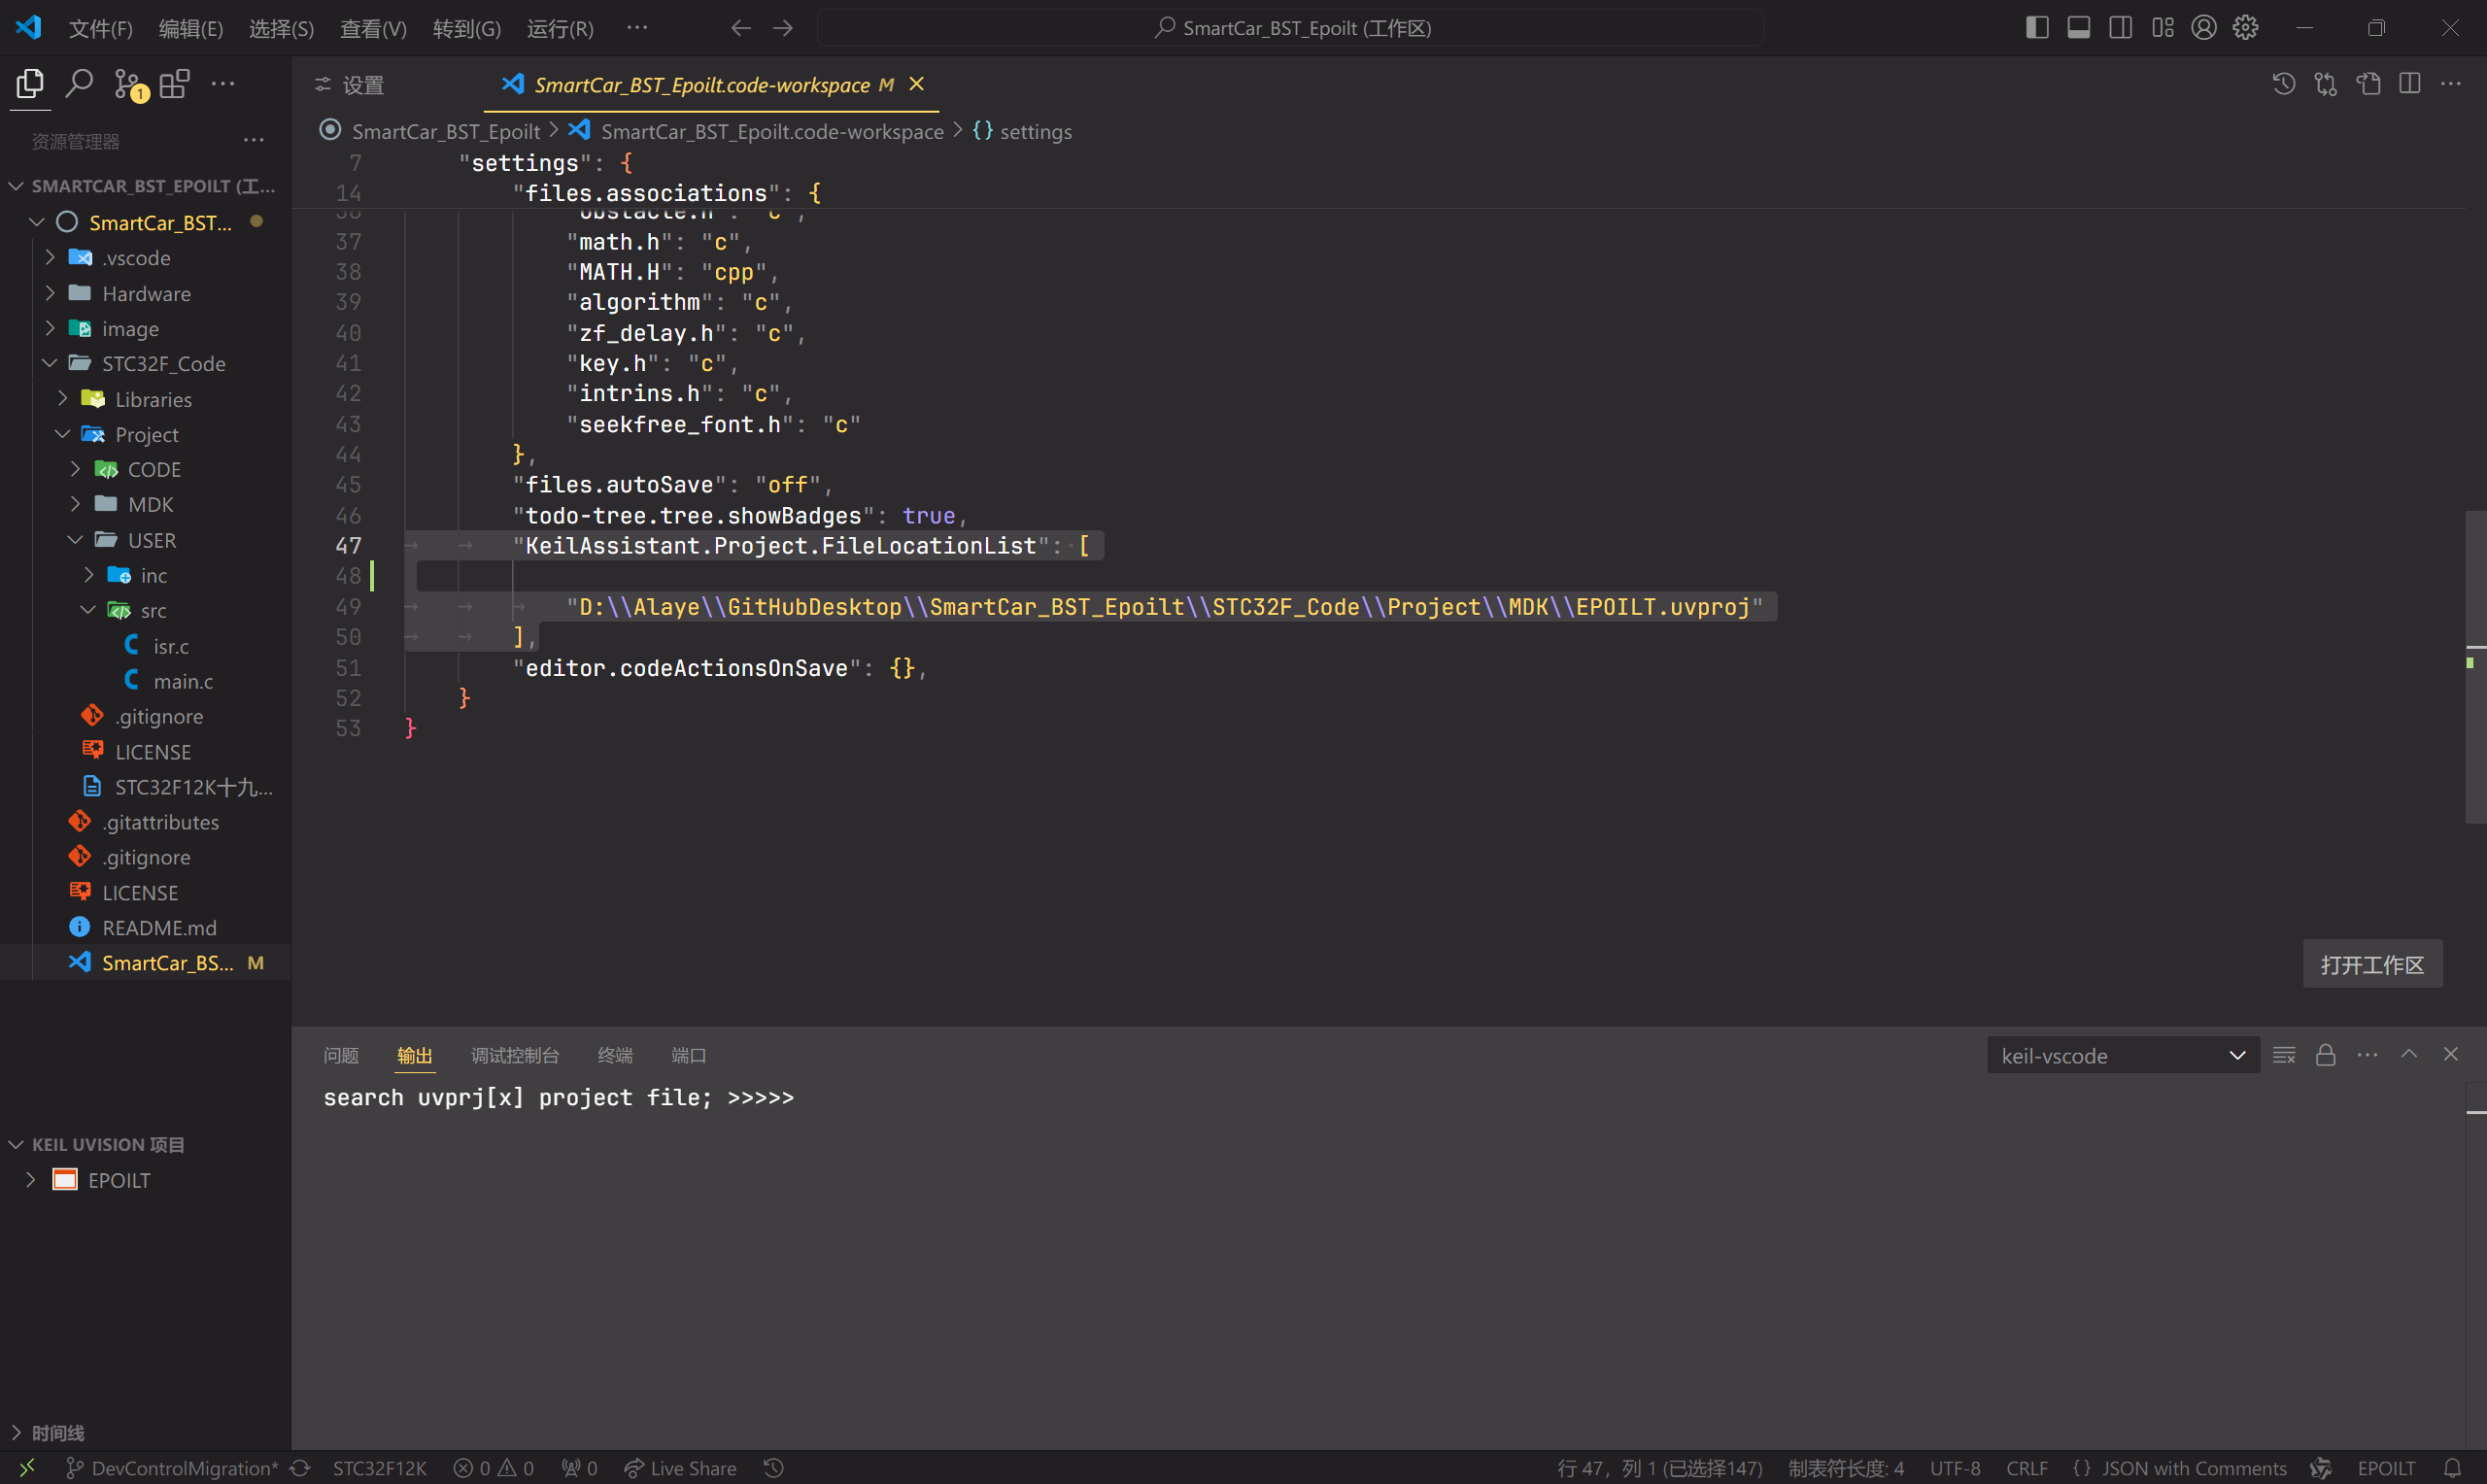 文件(F) 编辑(E) 选择(S) 查看(V) 转到(G) 运行(R) ··· SmartCar_BST_Epoilt (工作区)
1
资源管理器
SMARTCAR_BST_EPOILT (工...
SmartCar_BST...
.vscode
Hardware
image
STC32F_Code
Libraries
Project
CODE
MDK
USER
inc
src
isr.c
main.c
.gitignore
LICENSE
STC32F12K十九...
.gitattributes
.gitignore
LICENSE
README.md
SmartCar_BS... M
KEIL UVISION 项目
EPOILT
时间线
设置 SmartCar_BST_Epoilt.code-workspace M
SmartCar_BST_Epoilt > SmartCar_BST_Epoilt.code-workspace > {} settings
7 "settings": {
14 "files.associations": {
36 "obstacle.h": "c",
37 "math.h": "c",
38 "MATH.H": "cpp",
39 "algorithm": "c",
40 "zf_delay.h": "c",
41 "key.h": "c",
42 "intrins.h": "c",
43 "seekfree_font.h": "c"
44 },
45 "files.autoSave": "off",
46 "todo-tree.tree.showBadges": true,
47 "KeilAssistant.Project.FileLocationList": [
48
49 "D:\\Alaye\\GitHubDesktop\\SmartCar_BST_Epoilt\\STC32F_Code\\Project\\MDK\\EPOILT.uvproj"
50 ],
51 "editor.codeActionsOnSave": {},
52 }
53 }
打开工作区
问题 输出 调试控制台 终端 端口 keil-vscode
search uvprj[x] project file; >>>>>
DevControlMigration* STC32F12K 0 0 0 Live Share 行 47，列 1 (已选择147) 制表符长度: 4 UTF-8 CRLF {} JSON with Comments EPOILT